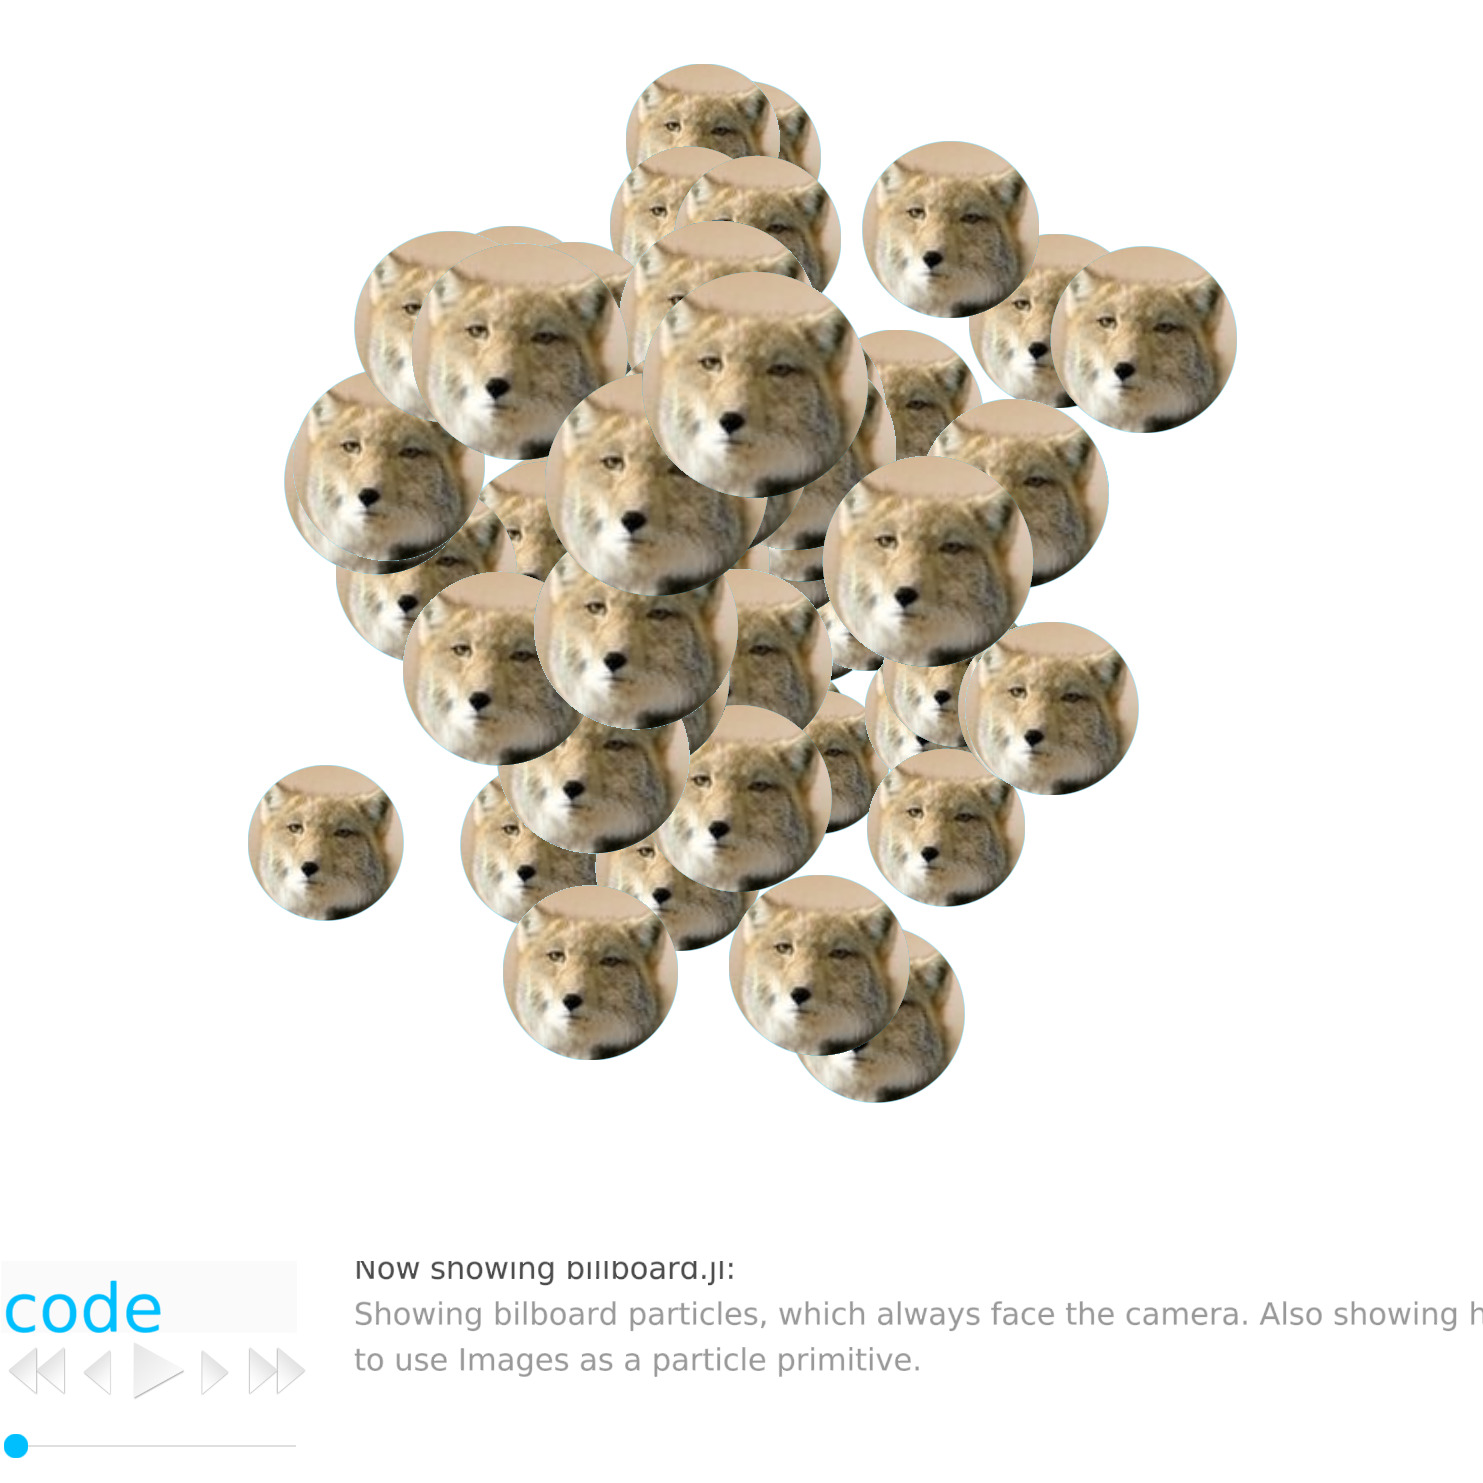 code
Now showing billboard.jl:
Showing bilboard particles, which always face the camera. Also showing
to use Images as a particle primitive.